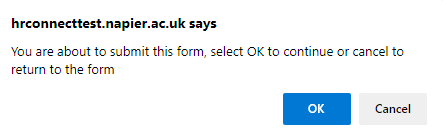 hrconnecttest.napier.ac.uk says
You are about to submit this form, select OK to continue or cancel to
return to the form
OK
Cancel